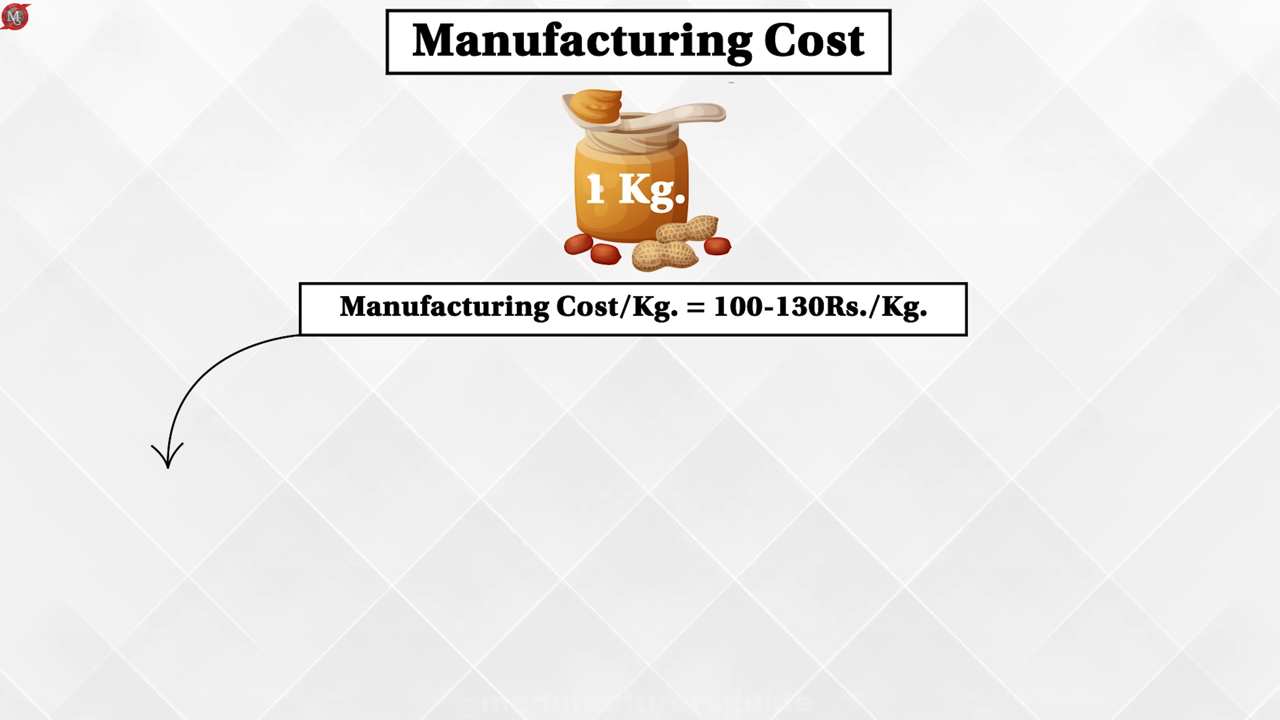 Manufacturing Cost
1 Kg.
Manufacturing Cost/Kg. = 100-130Rs./Kg.